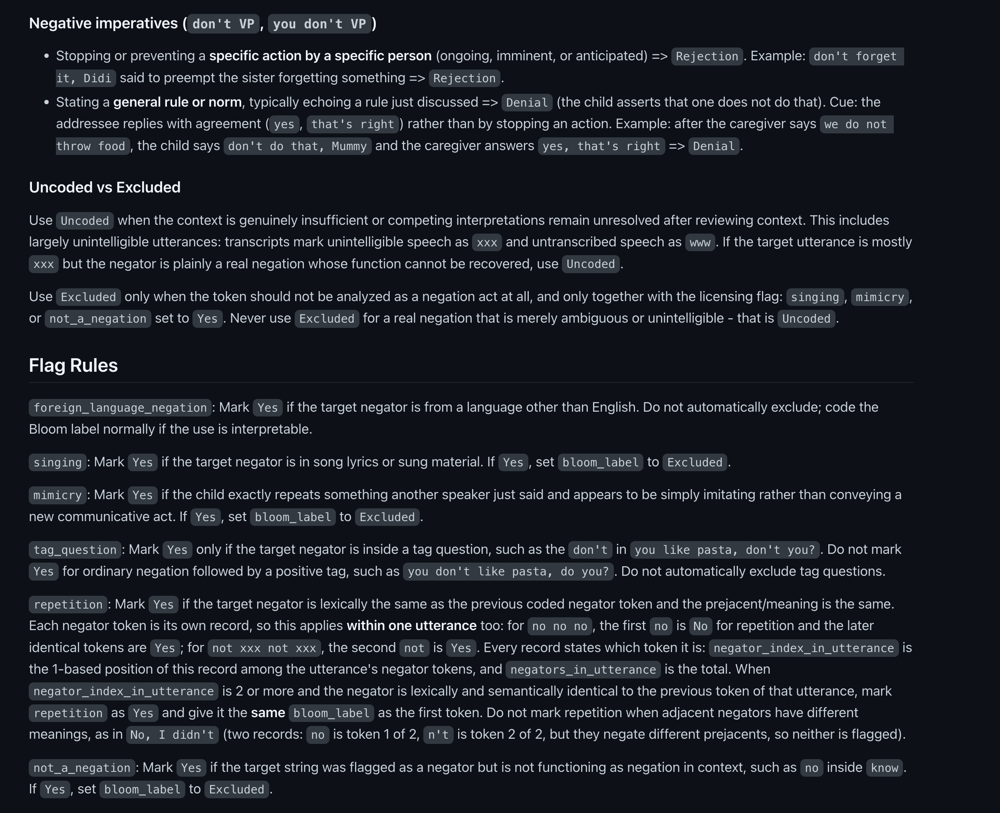 Negative imperatives (don't VP, you don't VP)
Stopping or preventing a specific action by a specific person (ongoing, imminent, or anticipated) => Rejection. Example: don't forget
it, Didi said to preempt the sister forgetting something => Rejection.
Stating a general rule or norm, typically echoing a rule just discussed => Denial (the child asserts that one does not do that). Cue: the
addressee replies with agreement (yes, that's right) rather than by stopping an action. Example: after the caregiver says we do not
throw food, the child says don't do that, Mummy and the caregiver answers yes, that's right => Denial.
Uncoded vs Excluded
Use Uncoded when the context is genuinely insufficient or competing interpretations remain unresolved after reviewing context. This includes
largely unintelligible utterances: transcripts mark unintelligible speech as xxx and untranscribed speech as www. If the target utterance is mostly
xxx but the negator is plainly a real negation whose function cannot be recovered, use Uncoded.
Use Excluded only when the token should not be analyzed as a negation act at all, and only together with the licensing flag: singing, mimicry,
or not_a_negation set to Yes. Never use Excluded for a real negation that is merely ambiguous or unintelligible - that is Uncoded.
Flag Rules
foreign_language_negation: Mark Yes if the target negator is from a language other than English. Do not automatically exclude; code the
Bloom label normally if the use is interpretable.
singing: Mark Yes if the target negator is in song lyrics or sung material. If Yes, set bloom_label to Excluded.
mimicry: Mark Yes if the child exactly repeats something another speaker just said and appears to be simply imitating rather than conveying a
new communicative act. If Yes, set bloom_label to Excluded.
tag_question: Mark Yes only if the target negator is inside a tag question, such as the don't in you like pasta, don't you?. Do not mark
Yes for ordinary negation followed by a positive tag, such as you don't like pasta, do you?. Do not automatically exclude tag questions.
repetition: Mark Yes if the target negator is lexically the same as the previous coded negator token and the prejacent/meaning is the same.
Each negator token is its own record, so this applies within one utterance too: for no no no, the first no is No for repetition and the later
identical tokens are Yes; for not xxx not xxx, the second not is Yes. Every record states which token it is: negator_index_in_utterance is
the 1-based position of this record among the utterance's negator tokens, and negators_in_utterance is the total. When
negator_index_in_utterance is 2 or more and the negator is lexically and semantically identical to the previous token of that utterance, mark
repetition as Yes and give it the same bloom_label as the first token. Do not mark repetition when adjacent negators have different
meanings, as in No, I didn't (two records: no is token 1 of 2, n't is token 2 of 2, but they negate different prejacents, so neither is flagged).
not_a_negation: Mark Yes if the target string was flagged as a negator but is not functioning as negation in context, such as no inside know.
If Yes, set bloom_label to Excluded.